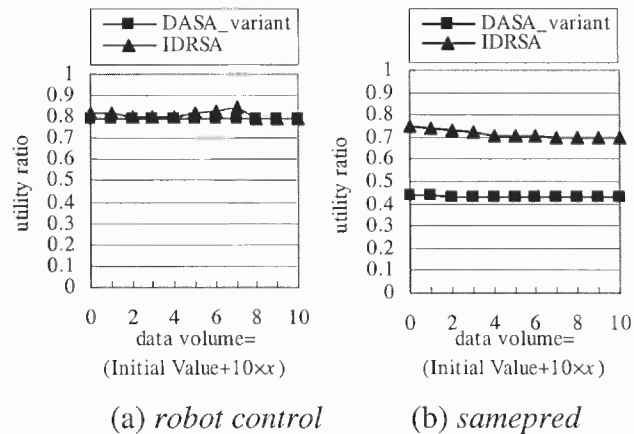 DASA_variant
IDRSA
utility ratio
1
0.9
0.8
0.7
0.6
0.5
0.4
0.3
0.2
0.1
0
0 2 4 6 8 10
data volume=
(Initial Value+10×x)
(a) robot control
DASA_variant
IDRSA
utility ratio
1
0.9
0.8
0.7
0.6
0.5
0.4
0.3
0.2
0.1
0
0 2 4 6 8 10
data volume=
(Initial Value+10×x)
(b) samepred